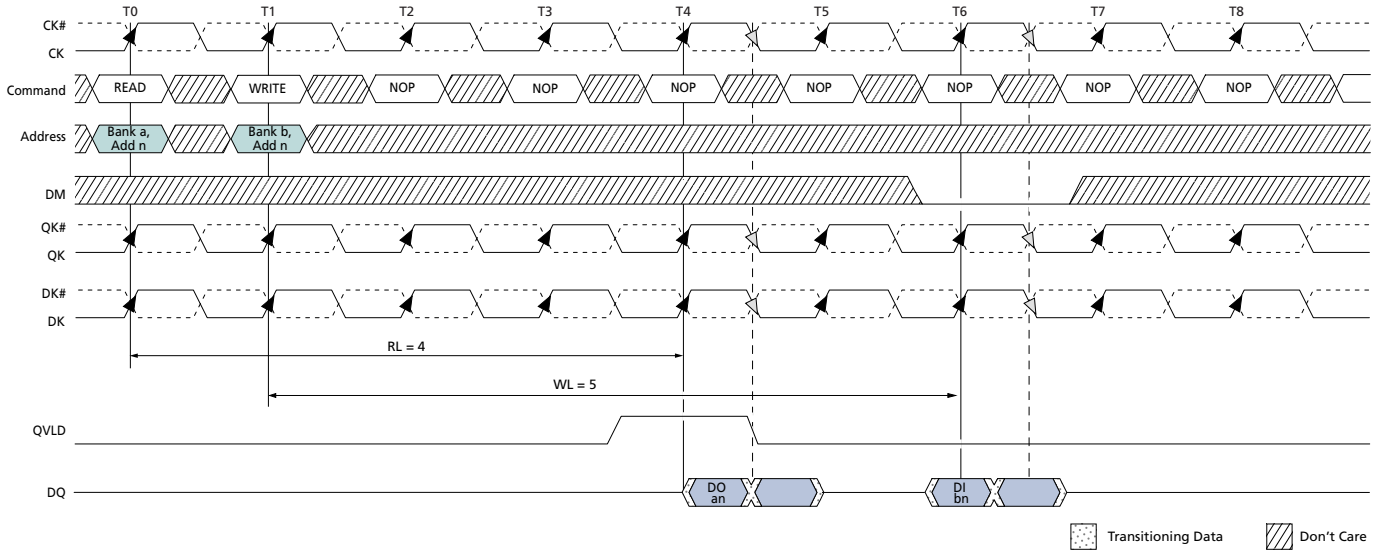 T0 T1 T2 T3 T4 T5 T6 T7 T8
CK#
CK
Command READ WRITE NOP NOP NOP NOP NOP NOP NOP
Address Bank a, Bank b,
Add n Add n
DM
QK#
QK
DK#
DK
RL = 4
WL = 5
QVLD
DQ DO DI
an bn
Transitioning Data Don’t Care